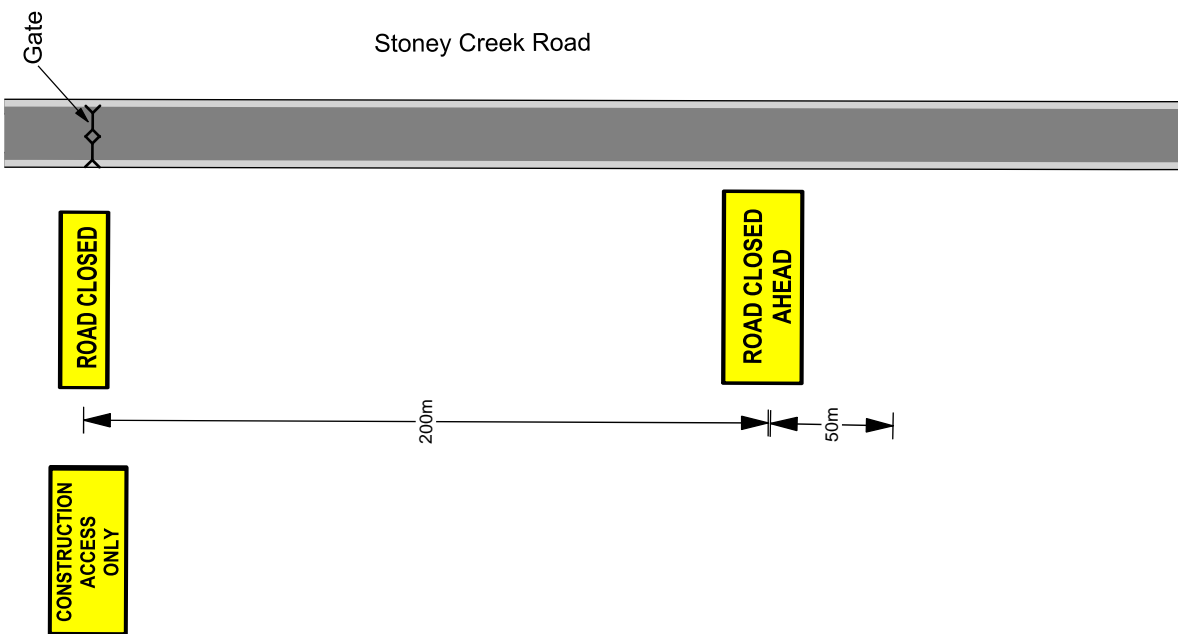 Gate
Stoney Creek Road
ROAD CLOSED
ROAD CLOSED
AHEAD
200m
50m
CONSTRUCTION
ACCESS
ONLY